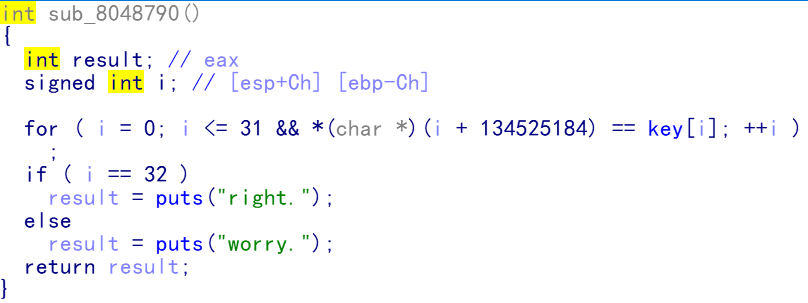 int sub_8048790()
{
  int result; // eax
  signed int i; // [esp+Ch] [ebp-Ch]

  for ( i = 0; i <= 31 && *(char *)(i + 134525184) == key[i]; ++i )
    ;
  if ( i == 32 )
    result = puts("right.");
  else
    result = puts("worry.");
  return result;
}